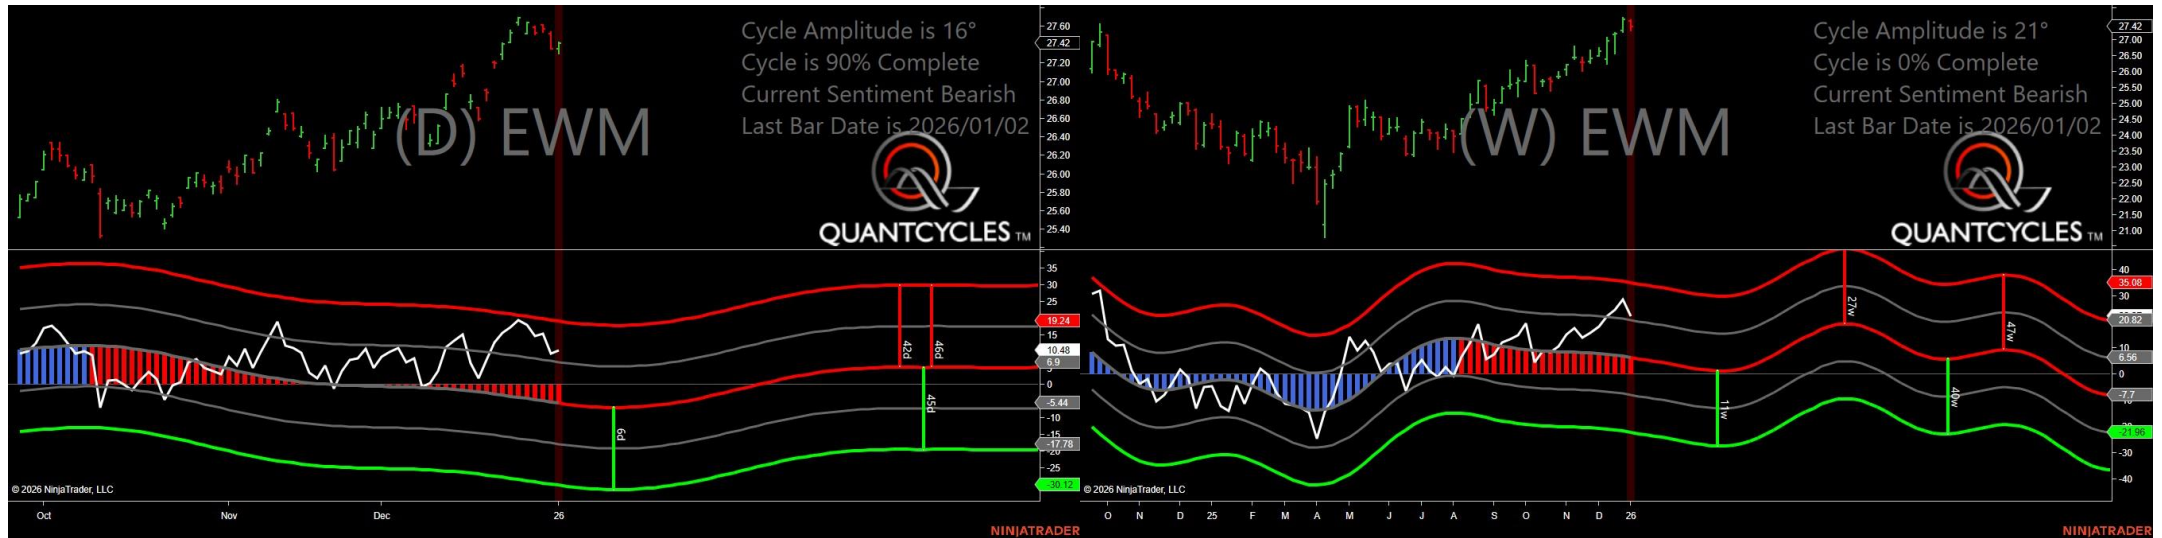 Cycle Amplitude is 16°
Cycle is 90% Complete
Current Sentiment Bearish
Last Bar Date is 2026/01/02
(D) EWM
QUANTCYCLES TM
27.60
27.42
27.20
27.00
26.80
26.60
26.40
26.20
26.00
25.80
25.60
25.40
35
30
25
19.24
15
10.48
6.9
0
-5.44
-10
-15
-17.78
-20
-25
-30.12
42d
46d
45d
6d
© 2026 NinjaTrader, LLC
Oct
Nov
Dec
26
NINJATRADER
Cycle Amplitude is 21°
Cycle is 0% Complete
Current Sentiment Bearish
Last Bar Date is 2026/01/02
(W) EWM
QUANTCYCLES TM
27.42
27.00
26.50
26.00
25.50
25.00
24.50
24.00
23.50
23.00
22.50
22.00
21.50
21.00
40
35.08
30
20.82
10
6.56
0
-7.7
-21.96
-30
-40
27w
47w
11w
40w
© 2026 NinjaTrader, LLC
O
N
D
25
F
M
A
M
J
J
A
S
O
N
D
26
NINJATRADER